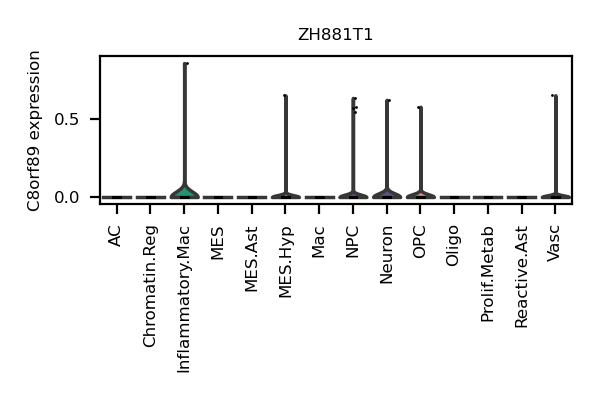 ZH881T1
C8orf89 expression
0.5
0.0
AC
Chromatin.Reg
Inflammatory.Mac
MES
MES.Ast
MES.Hyp
Mac
NPC
Neuron
OPC
Oligo
Prolif.Metab
Reactive.Ast
Vasc